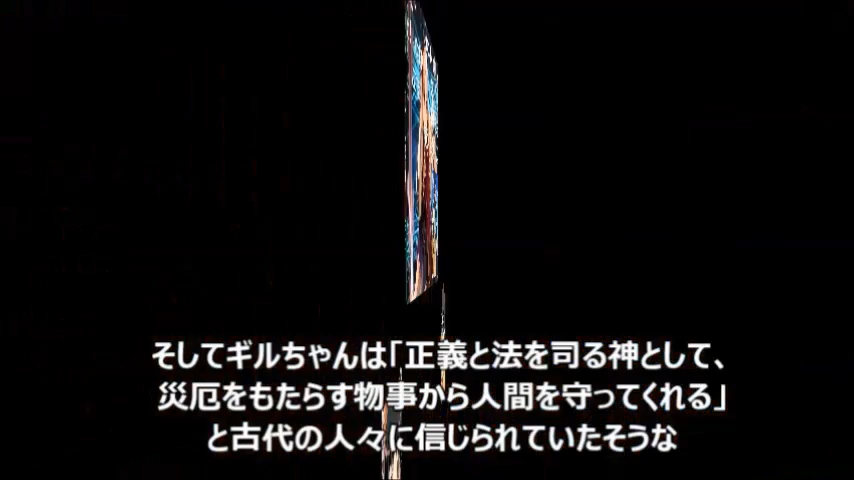 そしてギルちゃんは「正義と法を司る神として、
災厄をもたらす物事から人間を守ってくれる」
と古代の人々に信じられていたそうな